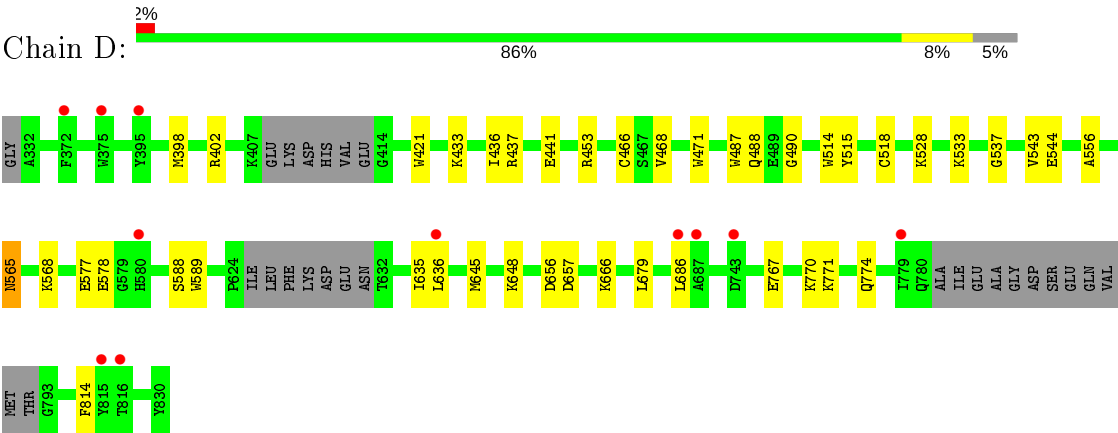 2%
Chain D:
86% 8% 5%
GLY A332 F372 W375 Y395 M398 R402 K407 GLU LYS ASP HIS VAL GLU G414 W421 K433 I436 R437 E441 R453 C466 S467 V468 W471 W487 Q488 E489 G490 W514 Y515 C518 K528 K533 G537 V543 E544 A556
N565 K568 E577 E578 G579 H580 S588 W589 P624 ILE LEU PHE LYS ASP GLU ASN T632 I635 L636 M645 K648 D656 D657 K666 L679 L686 A687 D743 E767 K770 K771 Q774 I779 Q780 ALA ILE GLU ALA GLY ASP SER GLU GLN VAL
MET THR G793 F814 Y815 T816 Y830